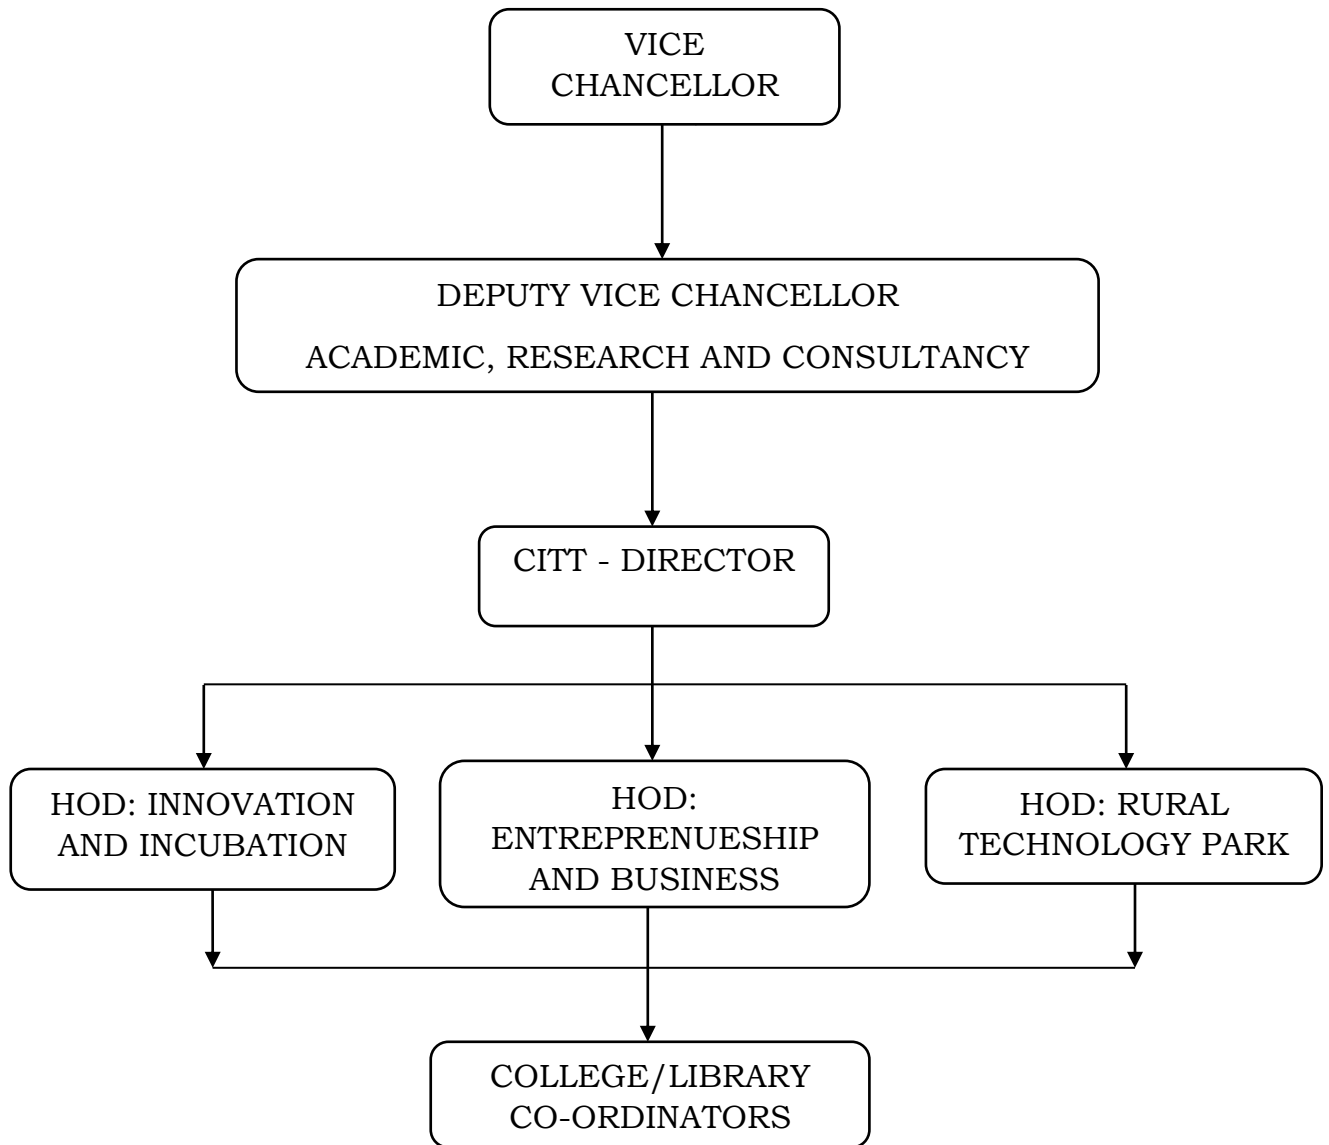 VICE
CHANCELLOR
DEPUTY VICE CHANCELLOR
ACADEMIC, RESEARCH AND CONSULTANCY
CITT - DIRECTOR
HOD: INNOVATION
AND INCUBATION
HOD:
ENTREPRENUESHIP
AND BUSINESS
HOD: RURAL
TECHNOLOGY PARK
COLLEGE/LIBRARY
CO-ORDINATORS